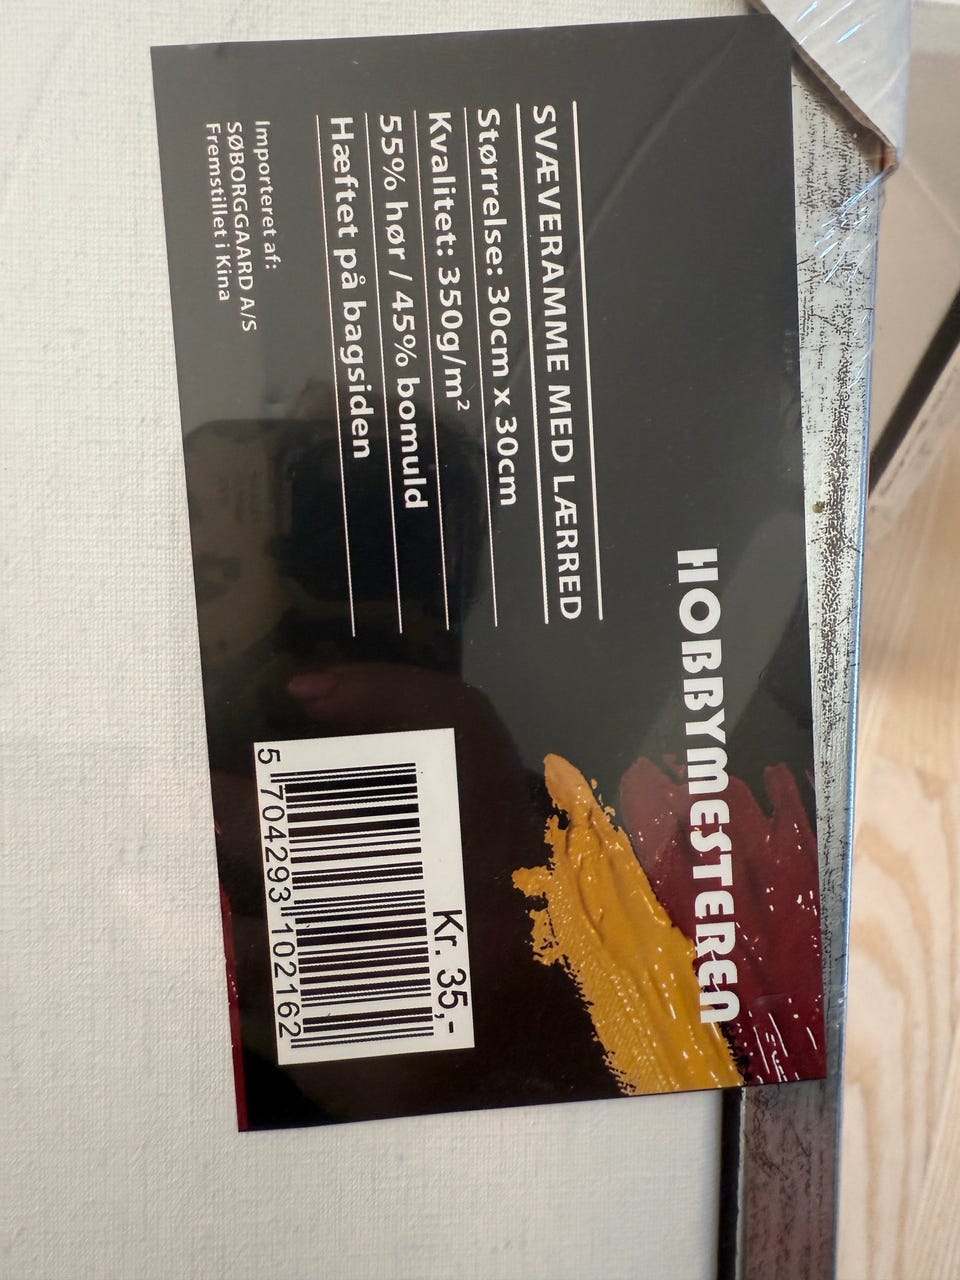 HOBBYMESTEREN
SVÆVERAMME MED LÆRRED
Størrelse: 30cm x 30cm
Kvalitet: 350g/m²
55% hør / 45% bomuld
Hæftet på bagsiden
Importeret af:
SØBORGGAARD A/S
Fremstillet i Kina
Kr. 35,-
5 704293 102162